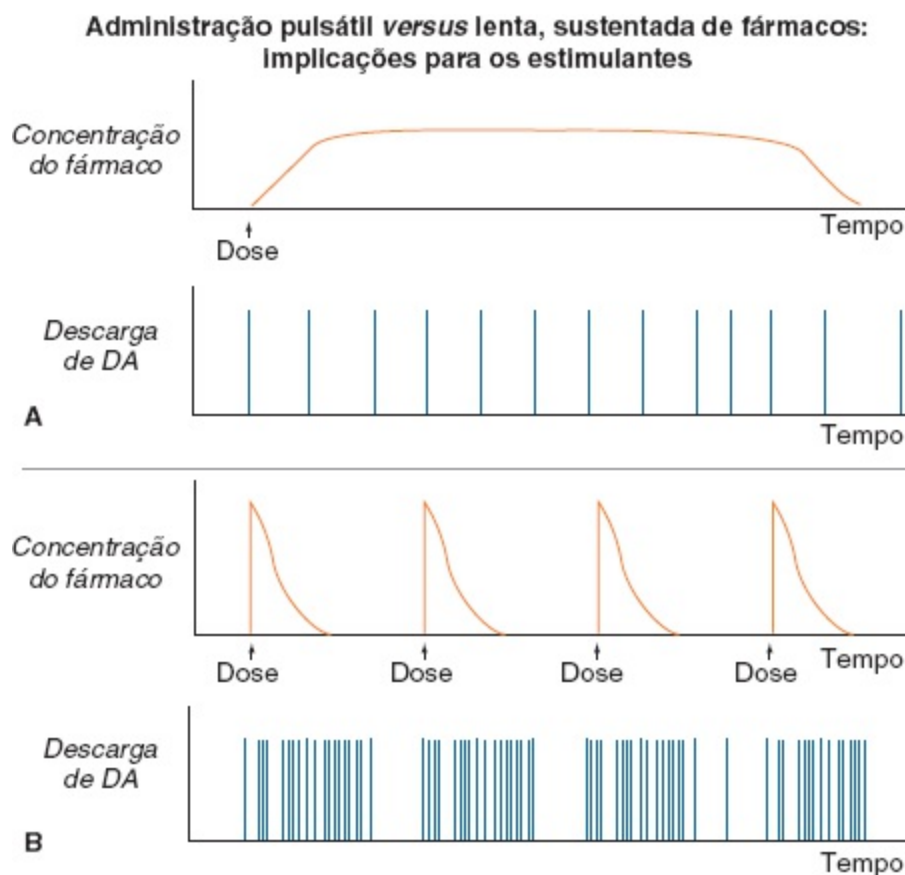 Administração pulsátil versus lenta, sustentada de fármacos:
implicações para os estimulantes
Concentração
do fármaco
Tempo
Dose
Descarga
de DA
A
Tempo
Concentração
do fármaco
Dose
Dose
Dose
Dose
Tempo
Descarga
de DA
B
Tempo